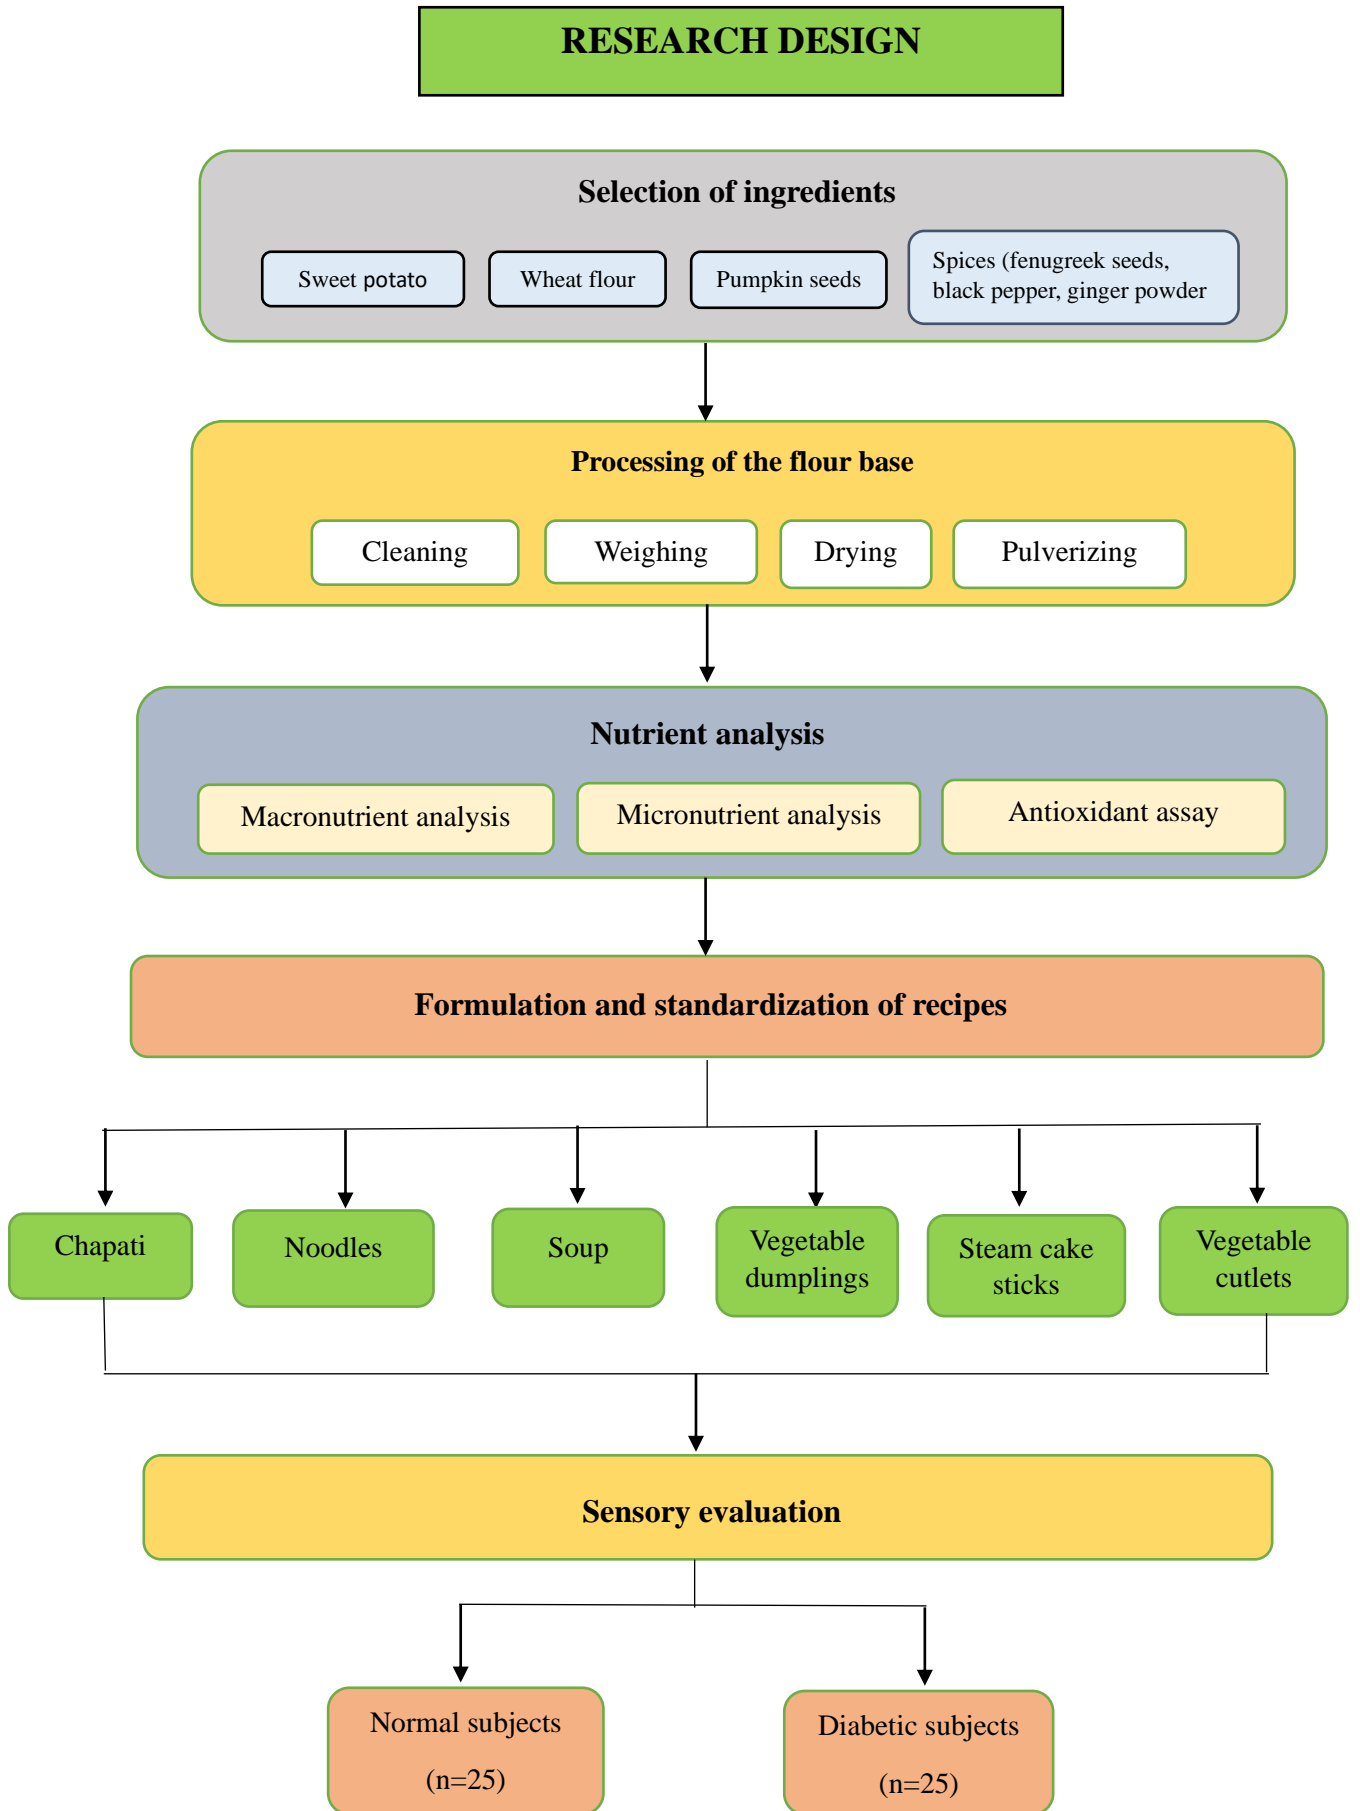 RESEARCH DESIGN
Selection of ingredients
Sweet potato
Wheat flour
Pumpkin seeds
Spices (fenugreek seeds,
black pepper, ginger powder
Processing of the flour base
Cleaning
Weighing
Drying
Pulverizing
Nutrient analysis
Macronutrient analysis
Micronutrient analysis
Antioxidant assay
Formulation and standardization of recipes
Chapati
Noodles
Soup
Vegetable
dumplings
Steam cake
sticks
Vegetable
cutlets
Sensory evaluation
Normal subjects
(n=25)
Diabetic subjects
(n=25)